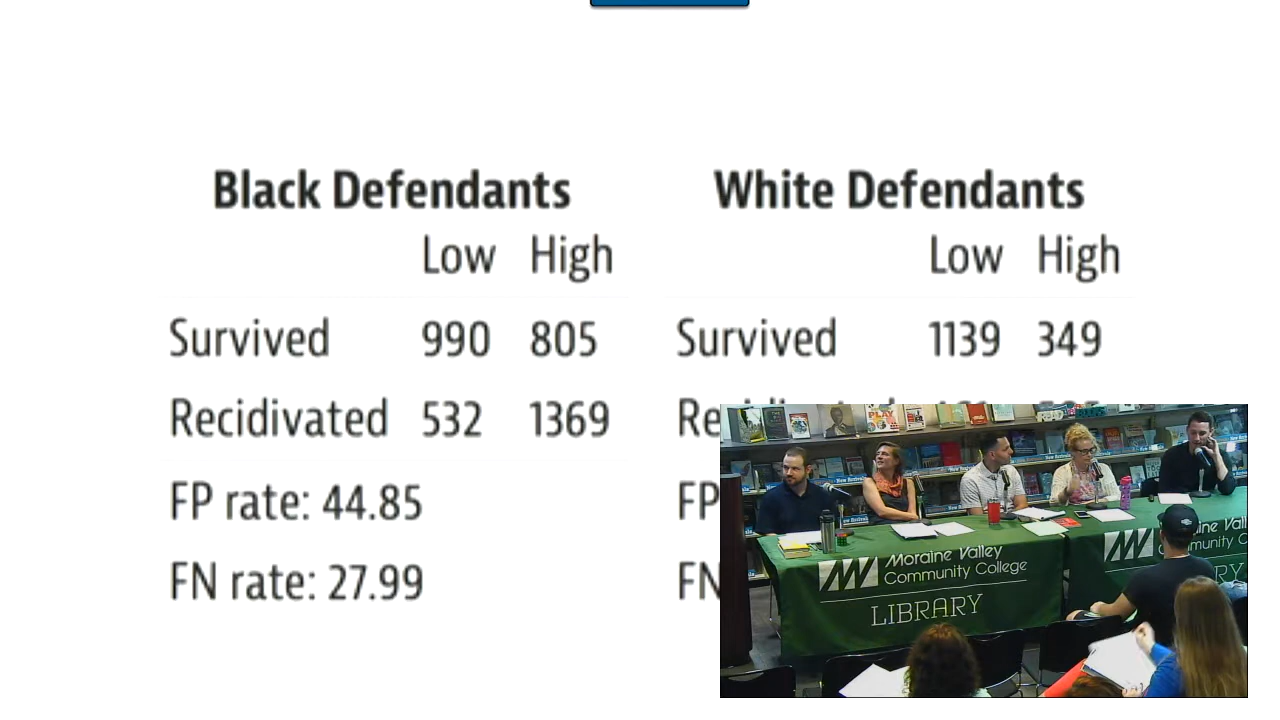 Black Defendants
Low High
Survived 990 805
Recidivated 532 1369
FP rate: 44.85
FN rate: 27.99
White Defendants
Low High
Survived 1139 349
FP
FN
PLAY
Moraine Valley
Community College
LIBRARY